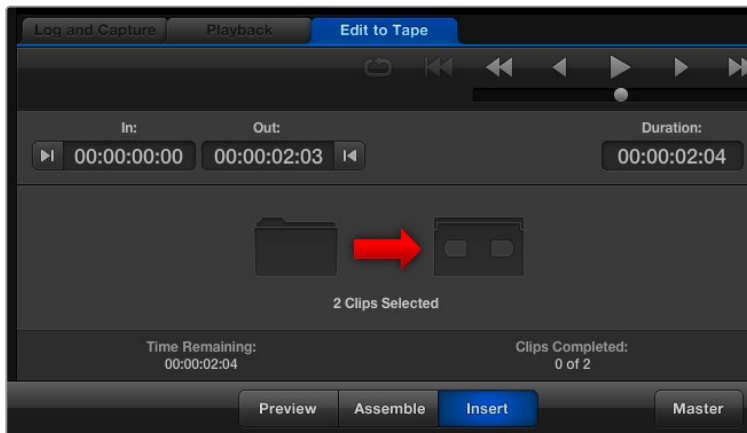 Log and Capture Playback Edit to Tape
In: Out: Duration:
00:00:00:00 00:00:02:03 00:00:02:04
2 Clips Selected
Time Remaining: Clips Completed:
00:00:02:04 0 of 2
Preview Assemble Insert Master